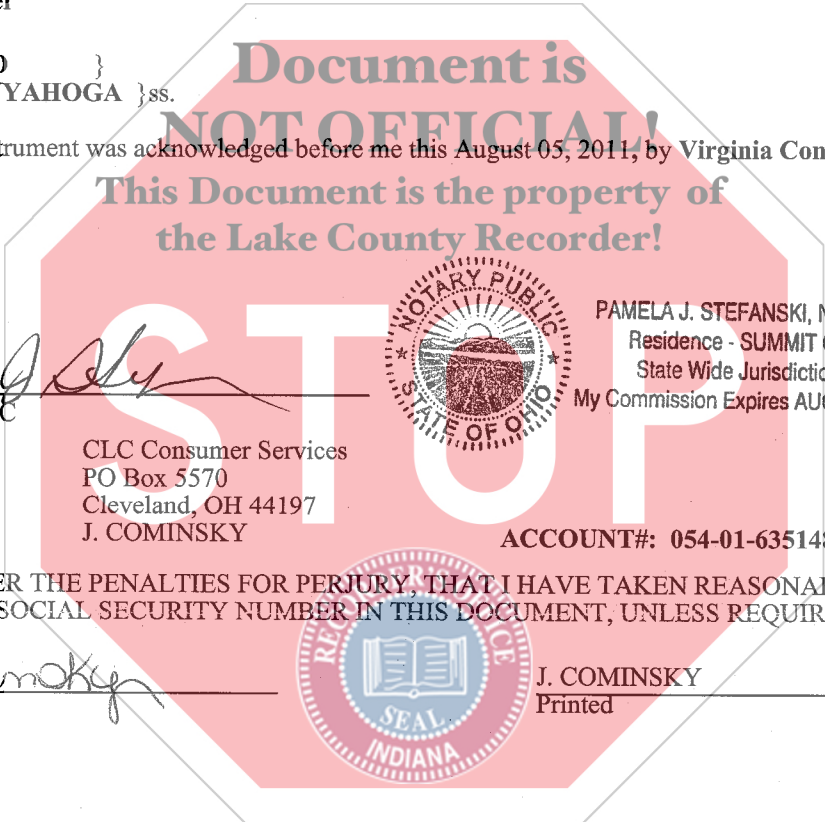 Document is
}
YAHOGA }ss.
NOT OFFICIAL!
trument was acknowledged before me this August 05, 2011, by Virginia Con
This Document is the property of
the Lake County Recorder!
NOTARY PUBLIC
STATE OF OHIO
PAMELA J. STEFANSKI, N
Residence - SUMMIT
State Wide Jurisdictio
My Commission Expires AUG
STOP
C
CLC Consumer Services
PO Box 5570
Cleveland, OH 44197
J. COMINSKY
ACCOUNT#: 054-01-635148
ER THE PENALTIES FOR PERJURY, THAT I HAVE TAKEN REASONA
SOCIAL SECURITY NUMBER IN THIS DOCUMENT, UNLESS REQUIR
RECORDER'S OFFICE
SEAL
INDIANA
J. COMINSKY
Printed